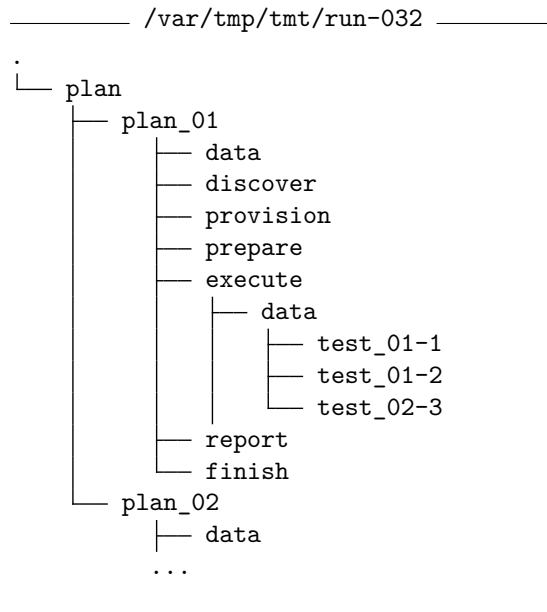 /var/tmp/tmt/run-032
.
plan
plan_01
data
discover
provision
prepare
execute
data
test_01-1
test_01-2
test_02-3
report
finish
plan_02
data
...